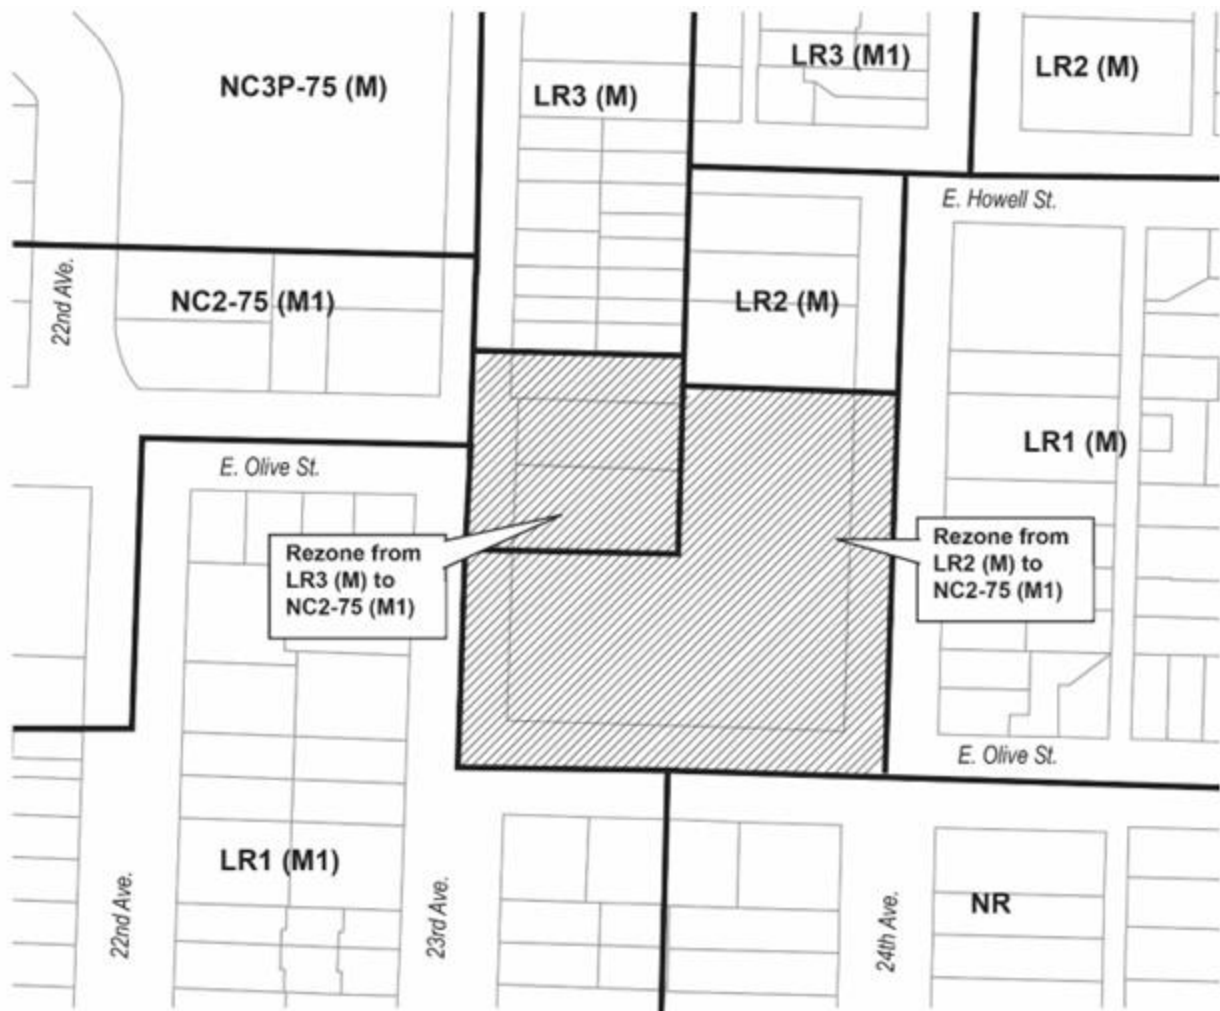 LR3 (M1)
LR2 (M)
NC3P-75 (M)
LR3 (M)
E. Howell St.
22nd AVe.
NC2-75 (M1)
LR2 (M)
LR1 (M)
E. Olive St.
Rezone from
LR3 (M) to
NC2-75 (M1)
Rezone from
LR2 (M) to
NC2-75 (M1)
E. Olive St.
LR1 (M1)
22nd Ave.
23rd Ave.
24th Ave.
NR